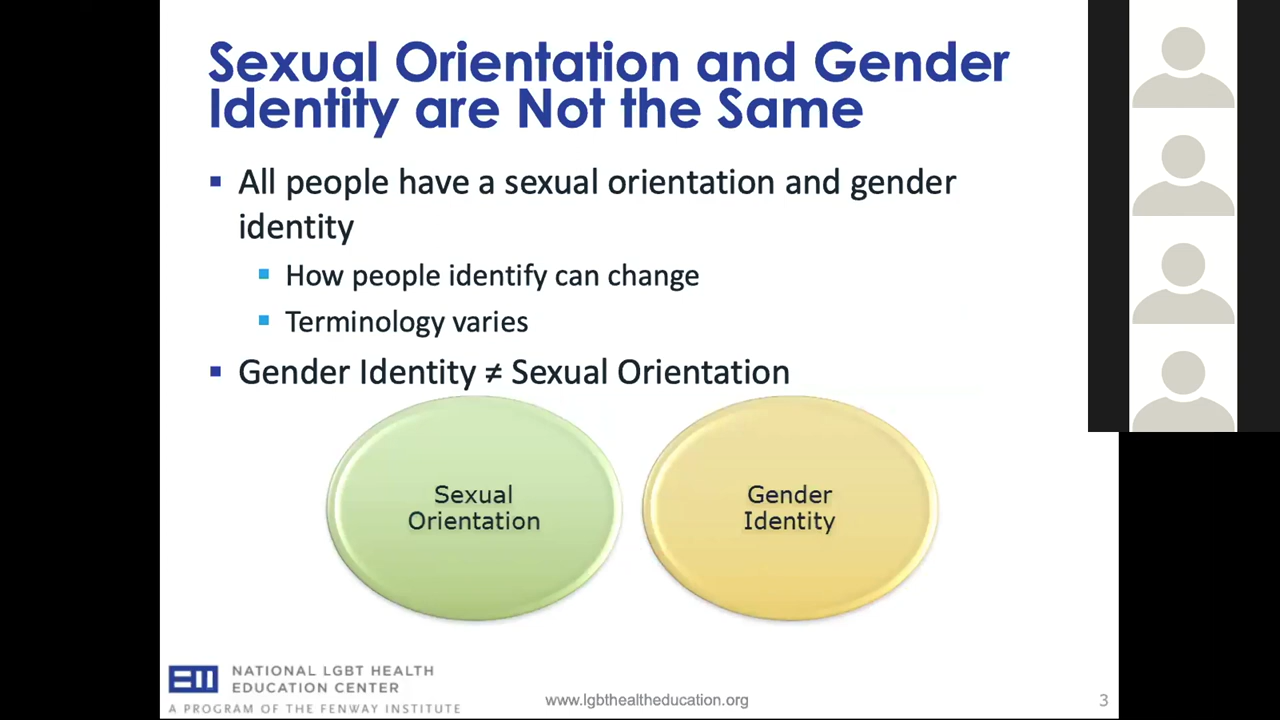 Sexual Orientation and Gender
Identity are Not the Same
▪ All people have a sexual orientation and gender
identity
▪ How people identify can change
▪ Terminology varies
▪ Gender Identity ≠ Sexual Orientation
Sexual
Orientation
Gender
Identity
NATIONAL LGBT HEALTH
EDUCATION CENTER
A PROGRAM OF THE FENWAY INSTITUTE
www.lgbthealtheducation.org
3